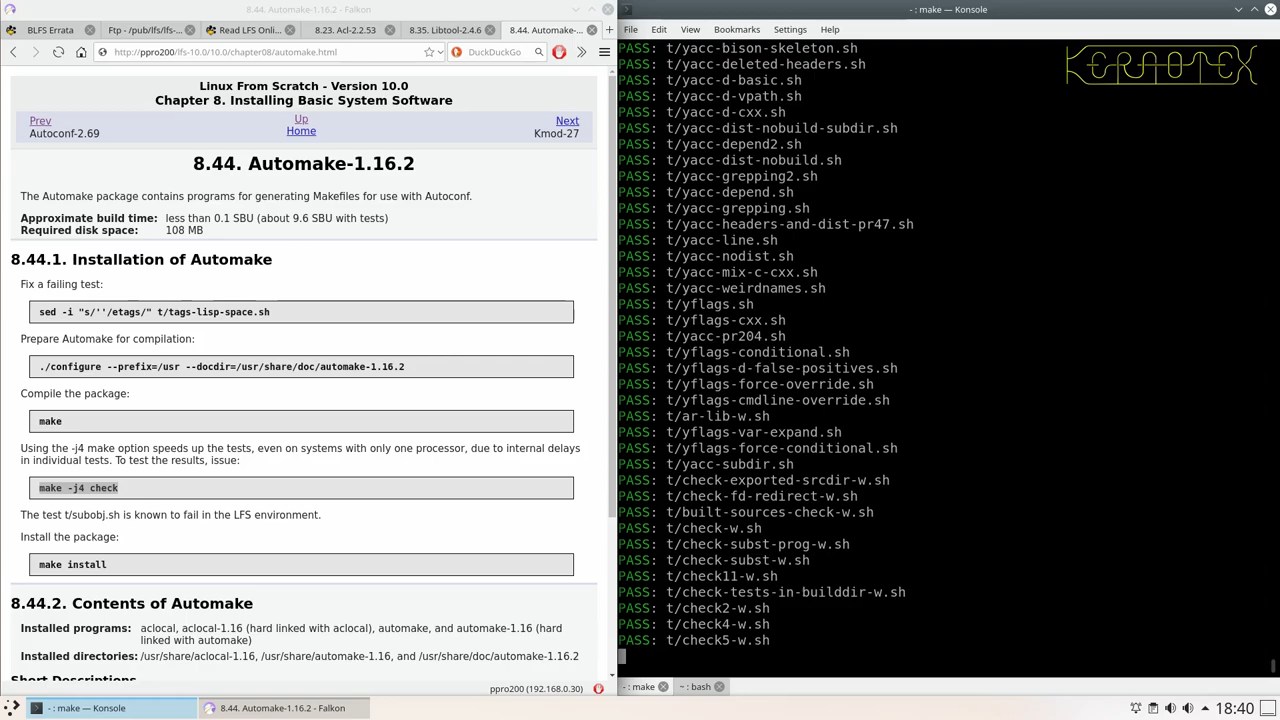 8.44. Automake-1.16.2 - Falkon
BLFS Errata
Ftp - /pub/lfs/lfs-
Read LFS Onli...
8.23. Acl-2.2.53
8.35. Libtool-2.4.6
8.44. Automake-...
http://ppro200/lfs-10.0/10.0/chapter08/automake.html
DuckDuckGo
Linux From Scratch - Version 10.0
Chapter 8. Installing Basic System Software
Prev
Up
Next
Autoconf-2.69
Home
Kmod-27
8.44. Automake-1.16.2
The Automake package contains programs for generating Makefiles for use with Autoconf.
Approximate build time: less than 0.1 SBU (about 9.6 SBU with tests)
Required disk space: 108 MB
8.44.1. Installation of Automake
Fix a failing test:
sed -i "s/''/etags/" t/tags-lisp-space.sh
Prepare Automake for compilation:
./configure --prefix=/usr --docdir=/usr/share/doc/automake-1.16.2
Compile the package:
make
Using the -j4 make option speeds up the tests, even on systems with only one processor, due to internal delays
in individual tests. To test the results, issue:
make -j4 check
The test t/subobj.sh is known to fail in the LFS environment.
Install the package:
make install
8.44.2. Contents of Automake
Installed programs: aclocal, aclocal-1.16 (hard linked with aclocal), automake, and automake-1.16 (hard
linked with automake)
Installed directories: /usr/share/aclocal-1.16, /usr/share/automake-1.16, and /usr/share/doc/automake-1.16.2
Short Descriptions
ppro200 (192.168.0.30)
- : make — Konsole
File Edit View Bookmarks Settings Help
PASS: t/yacc-bison-skeleton.sh
PASS: t/yacc-deleted-headers.sh
PASS: t/yacc-d-basic.sh
PASS: t/yacc-d-vpath.sh
PASS: t/yacc-d-cxx.sh
PASS: t/yacc-dist-nobuild-subdir.sh
PASS: t/yacc-depend2.sh
PASS: t/yacc-dist-nobuild.sh
PASS: t/yacc-grepping2.sh
PASS: t/yacc-depend.sh
PASS: t/yacc-grepping.sh
PASS: t/yacc-headers-and-dist-pr47.sh
PASS: t/yacc-line.sh
PASS: t/yacc-nodist.sh
PASS: t/yacc-mix-c-cxx.sh
PASS: t/yacc-weirdnames.sh
PASS: t/yflags.sh
PASS: t/yflags-cxx.sh
PASS: t/yacc-pr204.sh
PASS: t/yflags-conditional.sh
PASS: t/yflags-d-false-positives.sh
PASS: t/yflags-force-override.sh
PASS: t/yflags-cmdline-override.sh
PASS: t/ar-lib-w.sh
PASS: t/yflags-var-expand.sh
PASS: t/yflags-force-conditional.sh
PASS: t/yacc-subdir.sh
PASS: t/check-exported-srcdir-w.sh
PASS: t/check-fd-redirect-w.sh
PASS: t/built-sources-check-w.sh
PASS: t/check-w.sh
PASS: t/check-subst-prog-w.sh
PASS: t/check-subst-w.sh
PASS: t/check11-w.sh
PASS: t/check-tests-in-builddir-w.sh
PASS: t/check2-w.sh
PASS: t/check4-w.sh
PASS: t/check5-w.sh
- : make
~ : bash
- : make — Konsole
8.44. Automake-1.16.2 - Falkon
18:40